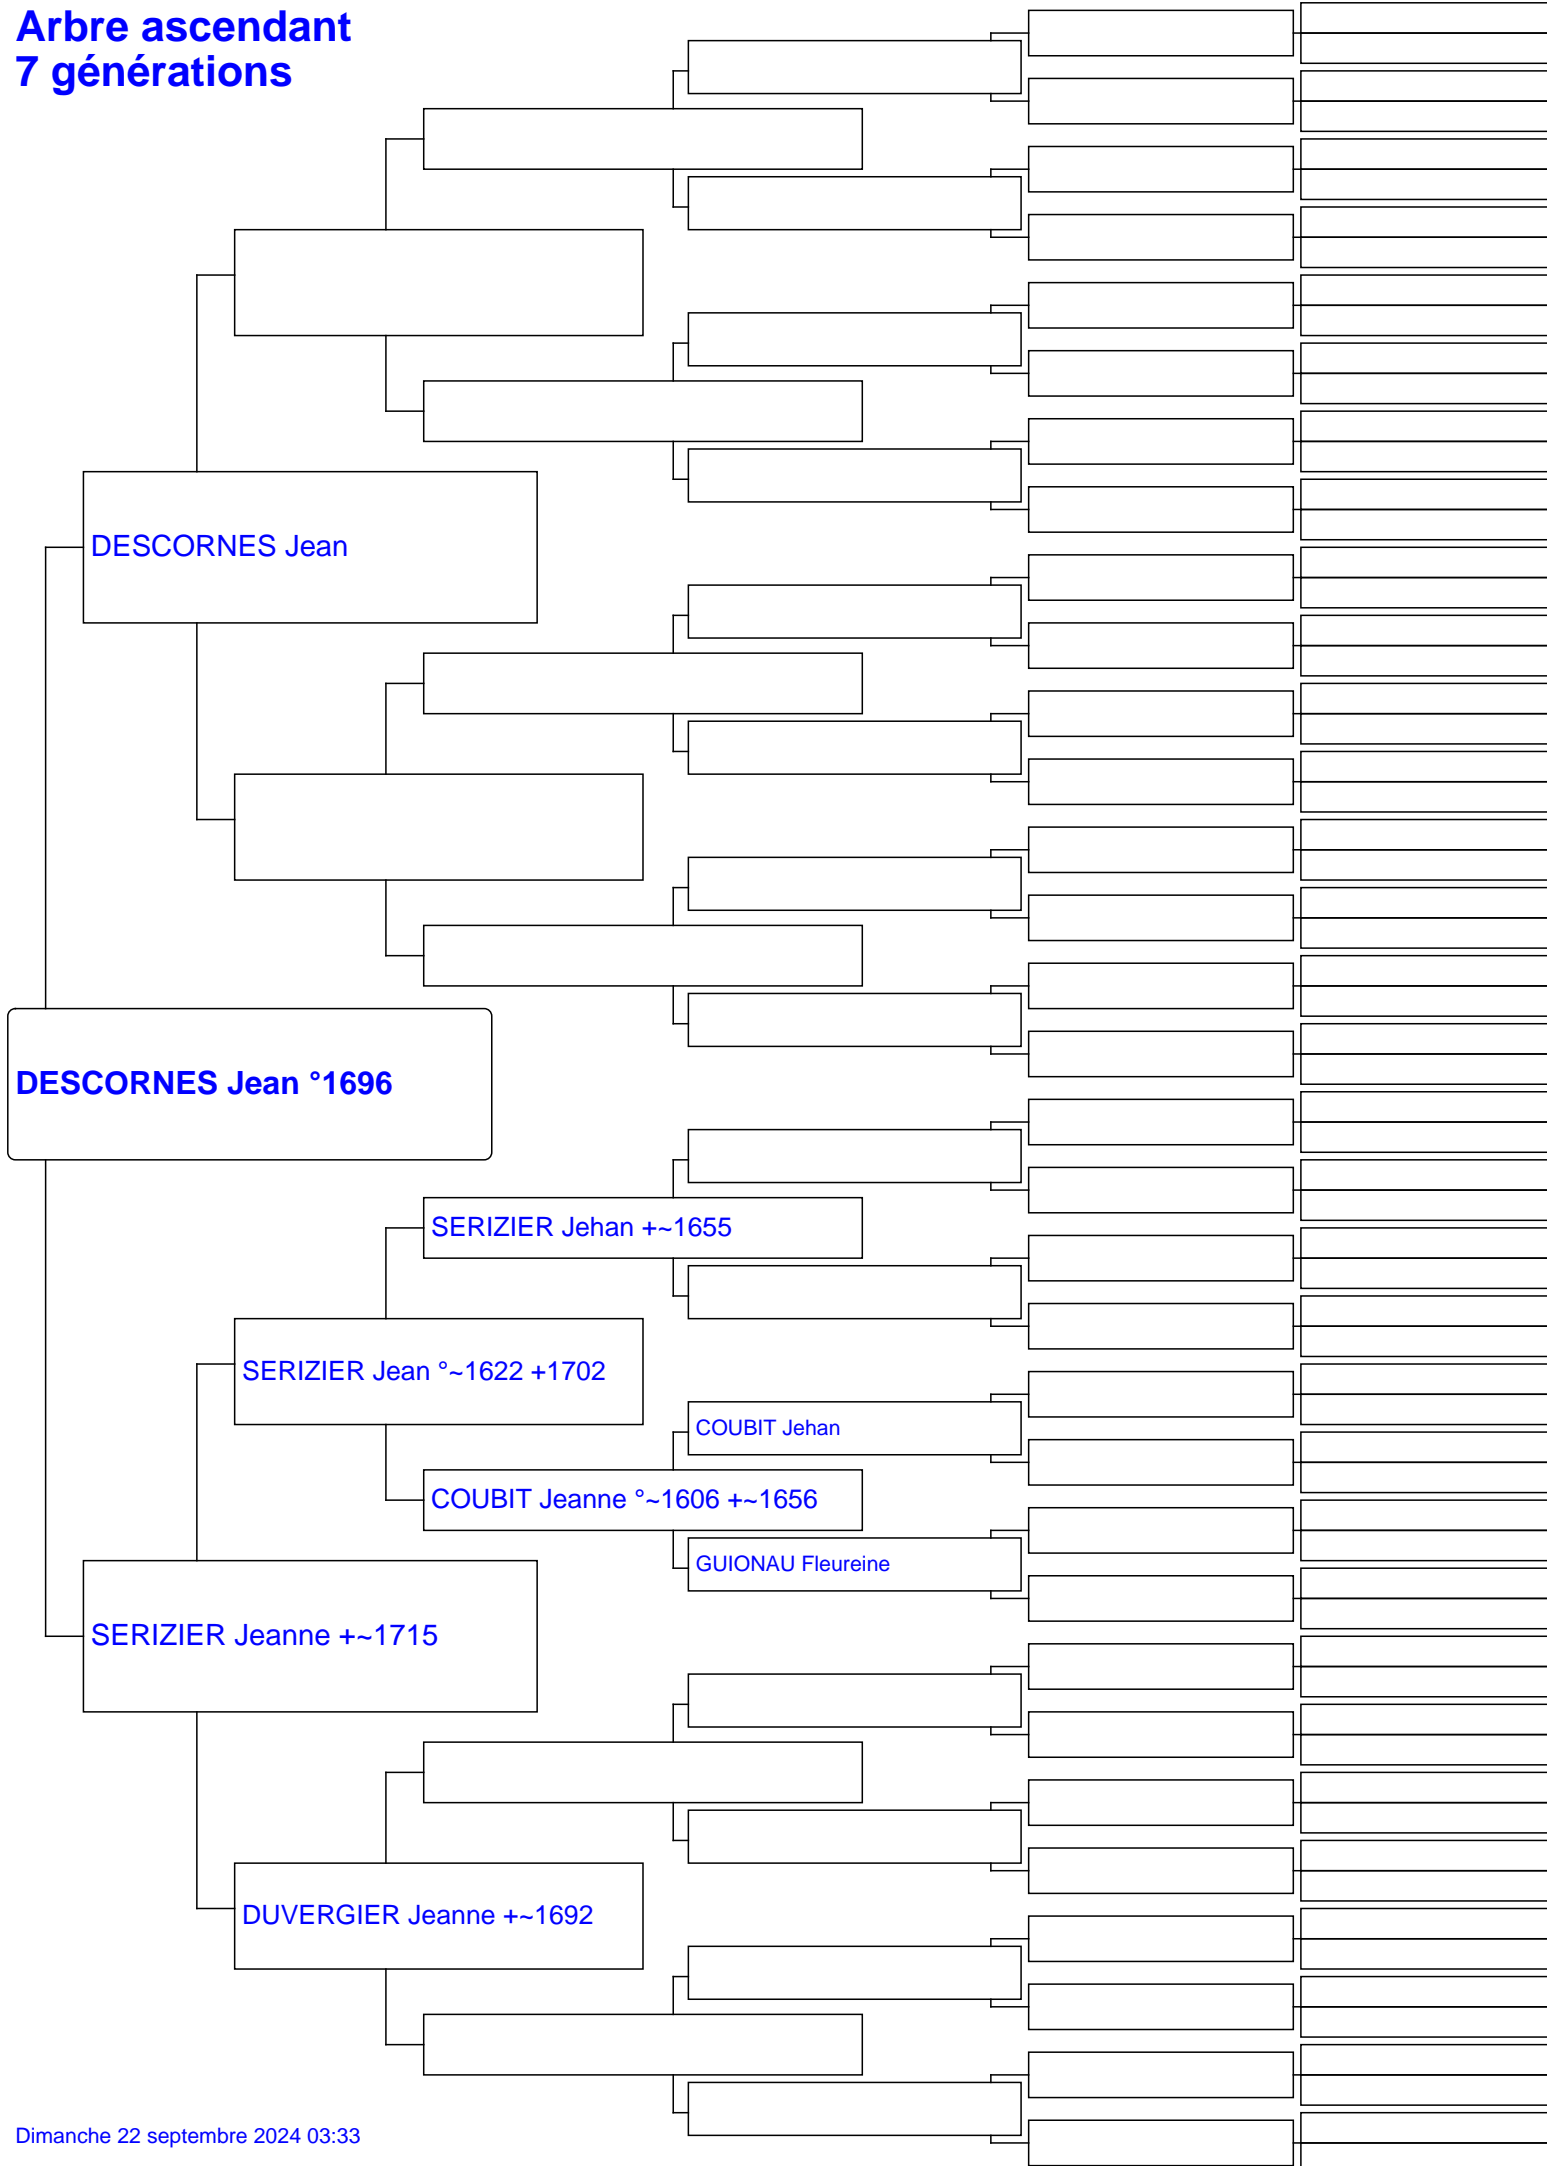 Arbre ascendant
7 générations
DESCORNES Jean
DESCORNES Jean °1696
SERIZIER Jehan +~1655
SERIZIER Jean °~1622 +1702
COUBIT Jehan
COUBIT Jeanne °~1606 +~1656
GUIONAU Fleureine
SERIZIER Jeanne +~1715
DUVERGIER Jeanne +~1692
Dimanche 22 septembre 2024 03:33